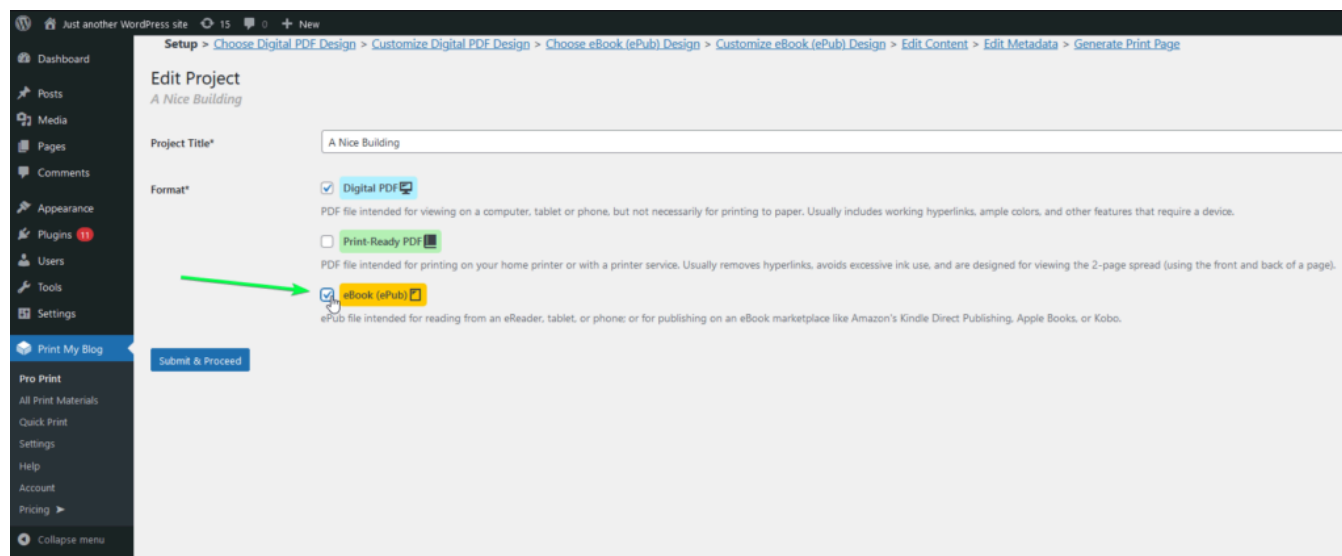 Just another WordPress site 15 0 + New
Setup > Choose Digital PDF Design > Customize Digital PDF Design > Choose eBook (ePub) Design > Customize eBook (ePub) Design > Edit Content > Edit Metadata > Generate Print Page
Dashboard
Posts
Media
Pages
Comments
Appearance
Plugins 11
Users
Tools
Settings
Print My Blog
Pro Print
All Print Materials
Quick Print
Settings
Help
Account
Pricing ➤
Collapse menu
Edit Project
A Nice Building
Project Title*
A Nice Building
Format*
Digital PDF
PDF file intended for viewing on a computer, tablet or phone, but not necessarily for printing to paper. Usually includes working hyperlinks, ample colors, and other features that require a device.
Print-Ready PDF
PDF file intended for printing on your home printer or with a printer service. Usually removes hyperlinks, avoids excessive ink use, and are designed for viewing the 2-page spread (using the front and back of a page).
eBook (ePub)
ePub file intended for reading from an eReader, tablet, or phone; or for publishing on an eBook marketplace like Amazon's Kindle Direct Publishing, Apple Books, or Kobo.
Submit & Proceed